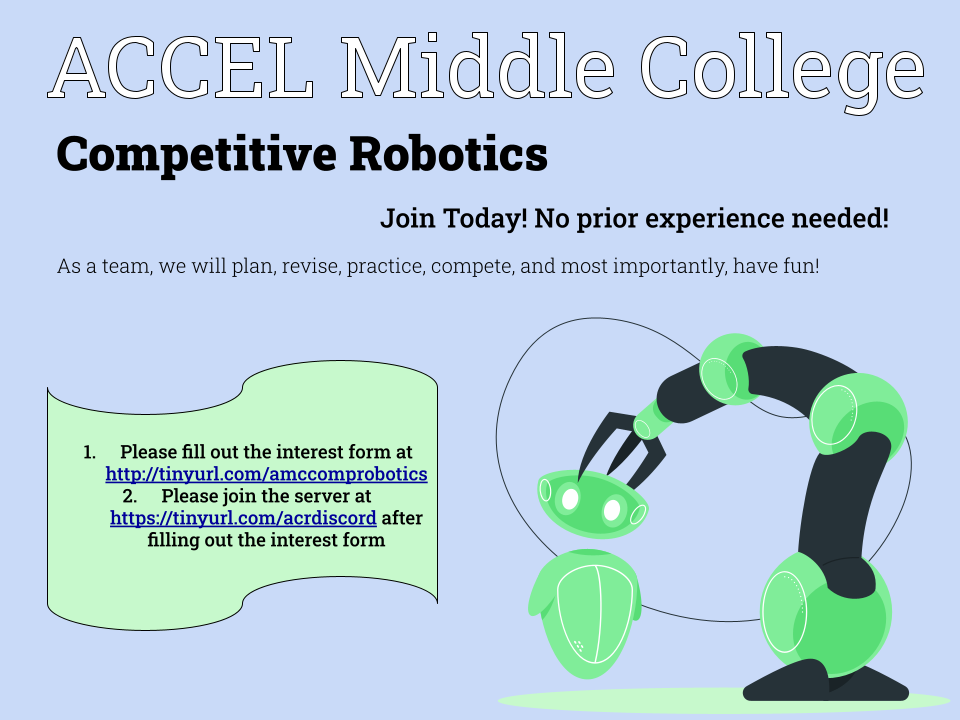 ACCEL Middle College
Competitive Robotics
Join Today! No prior experience needed!
As a team, we will plan, revise, practice, compete, and most importantly, have fun!
1. Please fill out the interest form at
http://tinyurl.com/amccomprobotics
2. Please join the server at
https://tinyurl.com/acrdiscord after
filling out the interest form